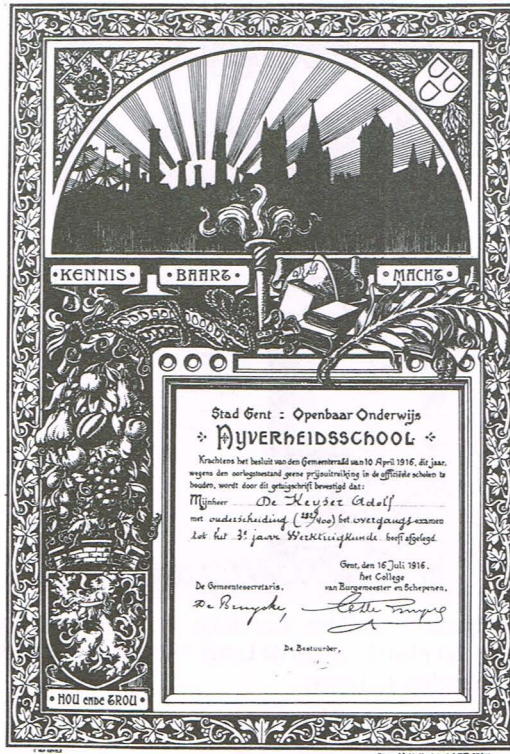 KENNIS • BAART • MACHT
Stad Gent : Openbaar Onderwijs
NYVERHEIDSSCHOOL
Krachtens het besluit van den Gemeenteraad van 10 April 1916, dit jaar,
wegens den oorlogstoestand geene prijsuitreiking in de officiëele scholen te
houden, wordt door dit getuigschrift bevestigd dat:
Mijnheer De Keyser Adolf
met onderscheiding ( /400) het overgangs examen
tot het 3e jaar Werktuigkunde heeft afgelegd
Gent, den 16 Juli 1916.
Het College
De Gemeentesecretaris, van Burgemeester en Schepenen,
De Bestuurder,
• HOU ende TROU •